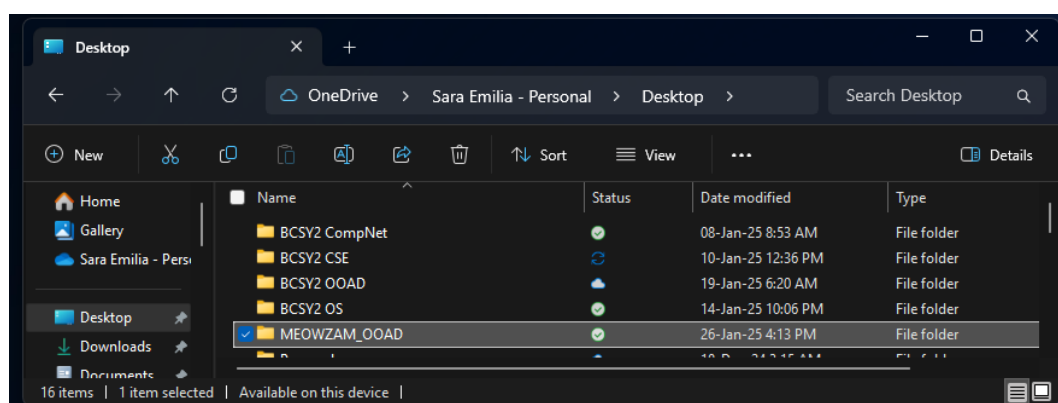 Desktop
OneDrive > Sara Emilia - Personal > Desktop > Search Desktop
New Sort View ... Details
Home
Gallery
Sara Emilia - Pers
Desktop
Downloads
Documents
Name Status Date modified Type
BCSY2 CompNet 08-Jan-25 8:53 AM File folder
BCSY2 CSE 10-Jan-25 12:36 PM File folder
BCSY2 OOAD 19-Jan-25 6:20 AM File folder
BCSY2 OS 14-Jan-25 10:06 PM File folder
MEOWZAM_OOAD 26-Jan-25 4:13 PM File folder
16 items | 1 item selected | Available on this device |